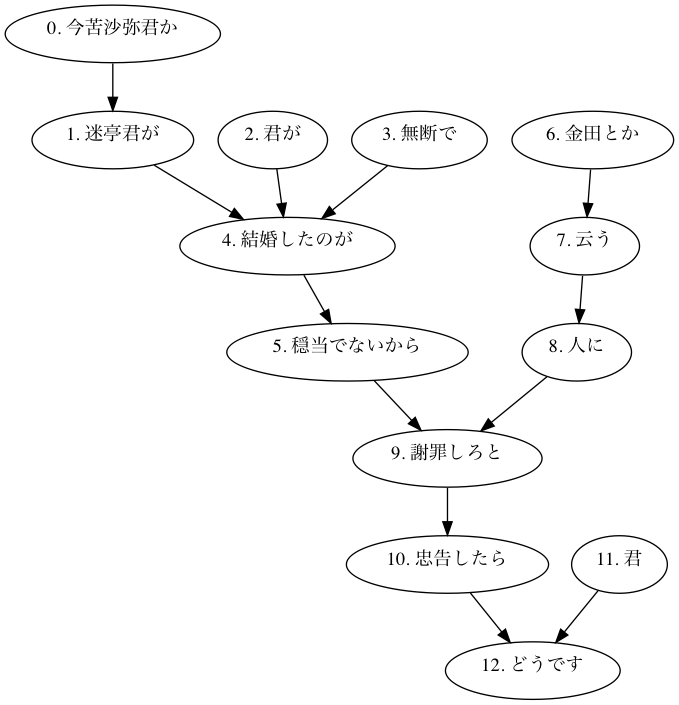 0. 今苦沙弥君か
1. 迷亭君が
2. 君が
3. 無断で
6. 金田とか
4. 結婚したのが
7. 云う
5. 穏当でないから
8. 人に
9. 謝罪しろと
10. 忠告したら
11. 君
12. どうです